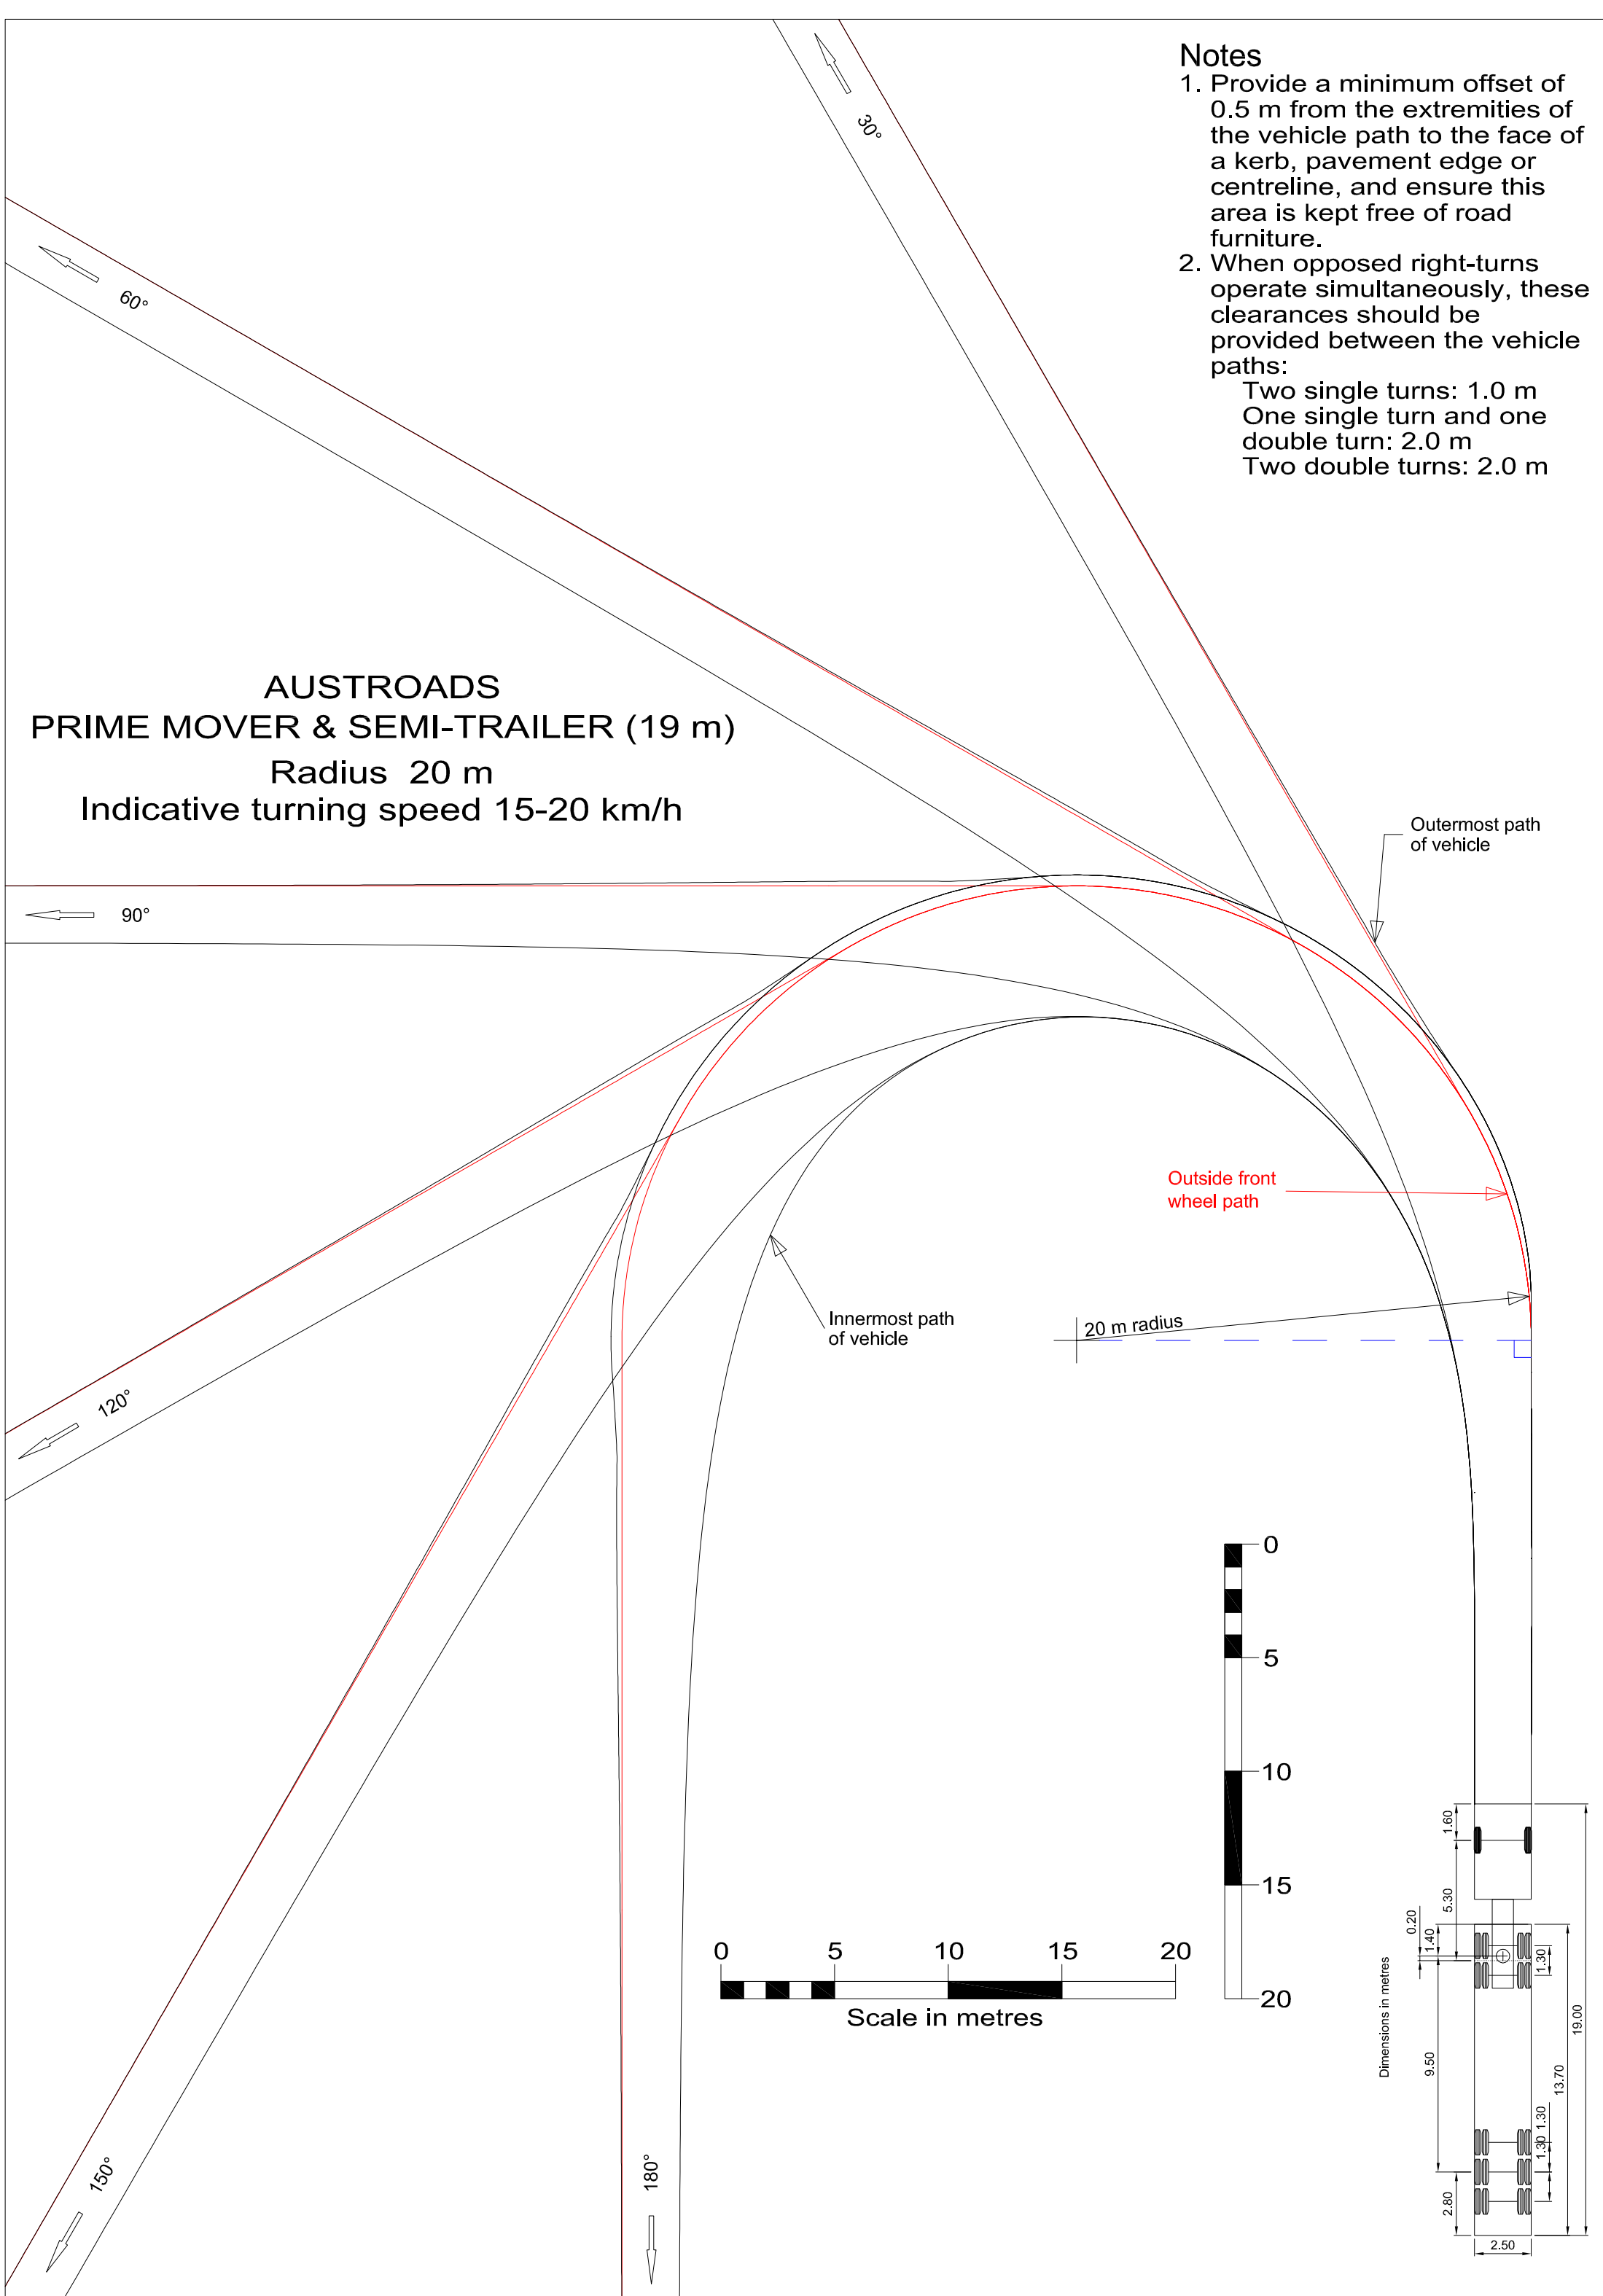 Notes
1. Provide a minimum offset of
0.5 m from the extremities of
the vehicle path to the face of
a kerb, pavement edge or
centreline, and ensure this
area is kept free of road
furniture.
2. When opposed right-turns
operate simultaneously, these
clearances should be
provided between the vehicle
paths:
Two single turns: 1.0 m
One single turn and one
double turn: 2.0 m
Two double turns: 2.0 m
30°
60°
AUSTROADS
PRIME MOVER & SEMI-TRAILER (19 m)
Radius 20 m
Indicative turning speed 15-20 km/h
Outermost path
of vehicle
90°
Outside front
wheel path
Innermost path
of vehicle
20 m radius
120°
150°
180°
0
5
10
15
20
0 5 10 15 20
Scale in metres
Dimensions in metres
1.60
5.30
0.20
1.40
1.30
19.00
9.50
13.70
1.30
1.30
2.80
2.50